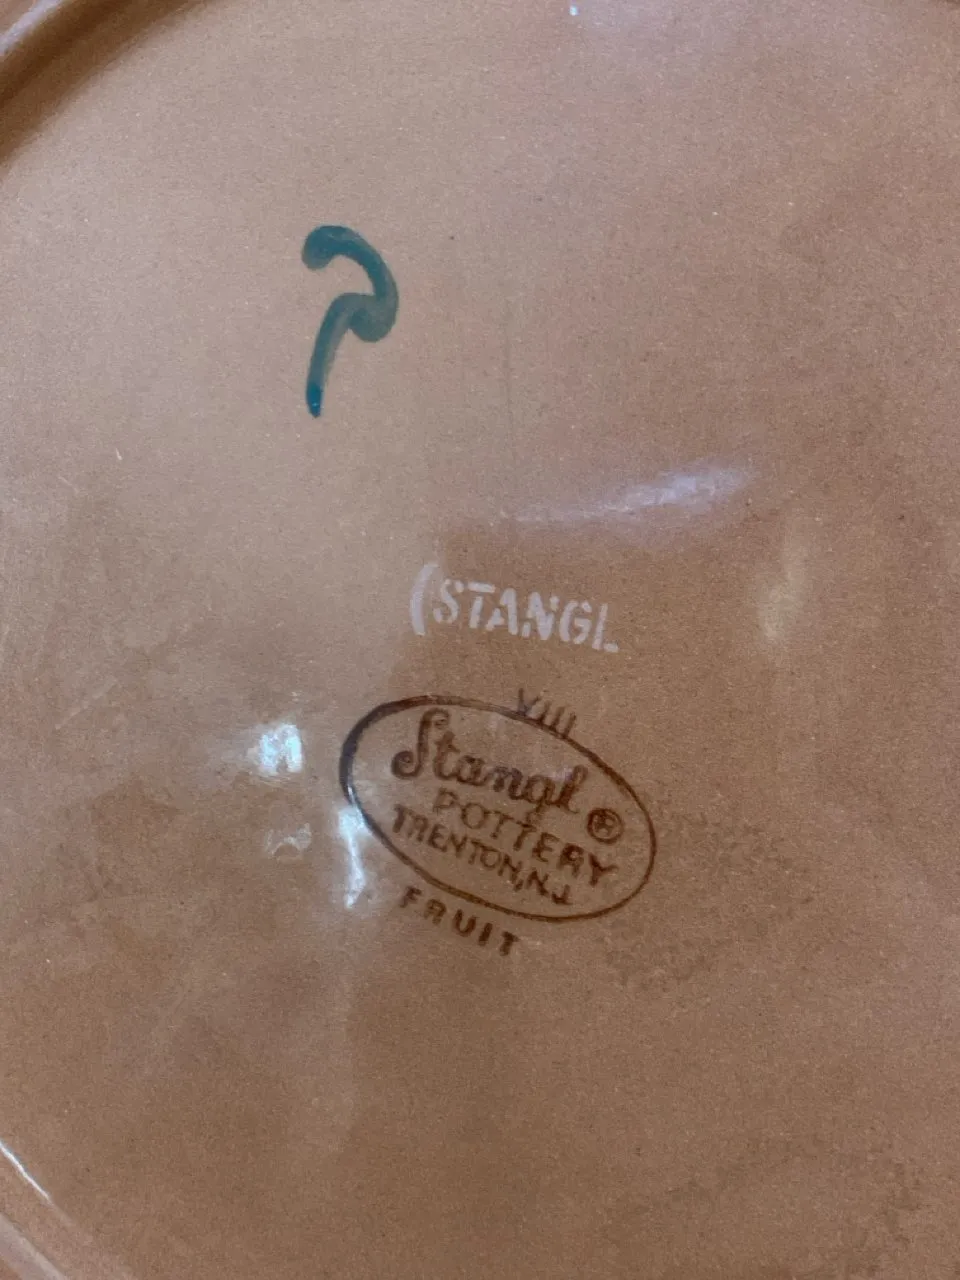 (STANGL
VIII
Stangl ®
POTTERY
TRENTON, N.J.
FRUIT